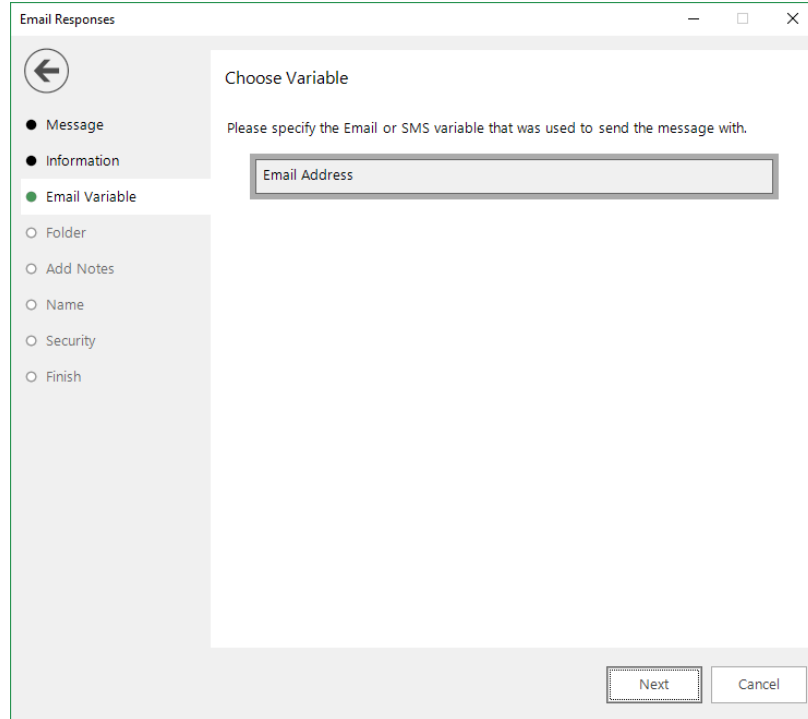 Email Responses
Message
Information
Email Variable
Folder
Add Notes
Name
Security
Finish
Choose Variable
Please specify the Email or SMS variable that was used to send the message with.
Email Address
Next
Cancel